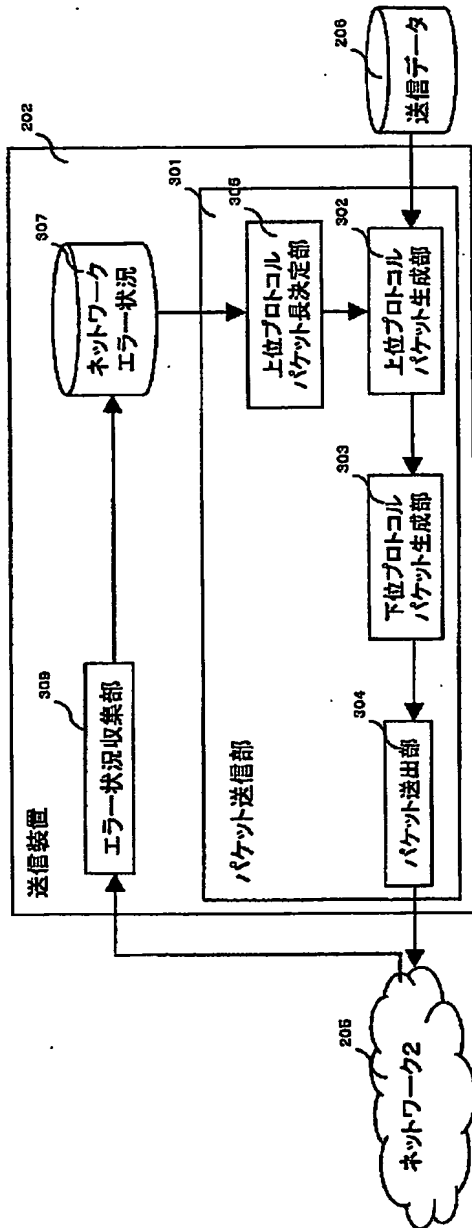 送信装置
202
エラー状況収集部
309
ネットワーク
エラー状況
307
パケット送信部
301
上位プロトコル
パケット長決定部
305
上位プロトコル
パケット生成部
302
下位プロトコル
パケット生成部
303
パケット送出部
304
送信データ
206
ネットワーク2
205